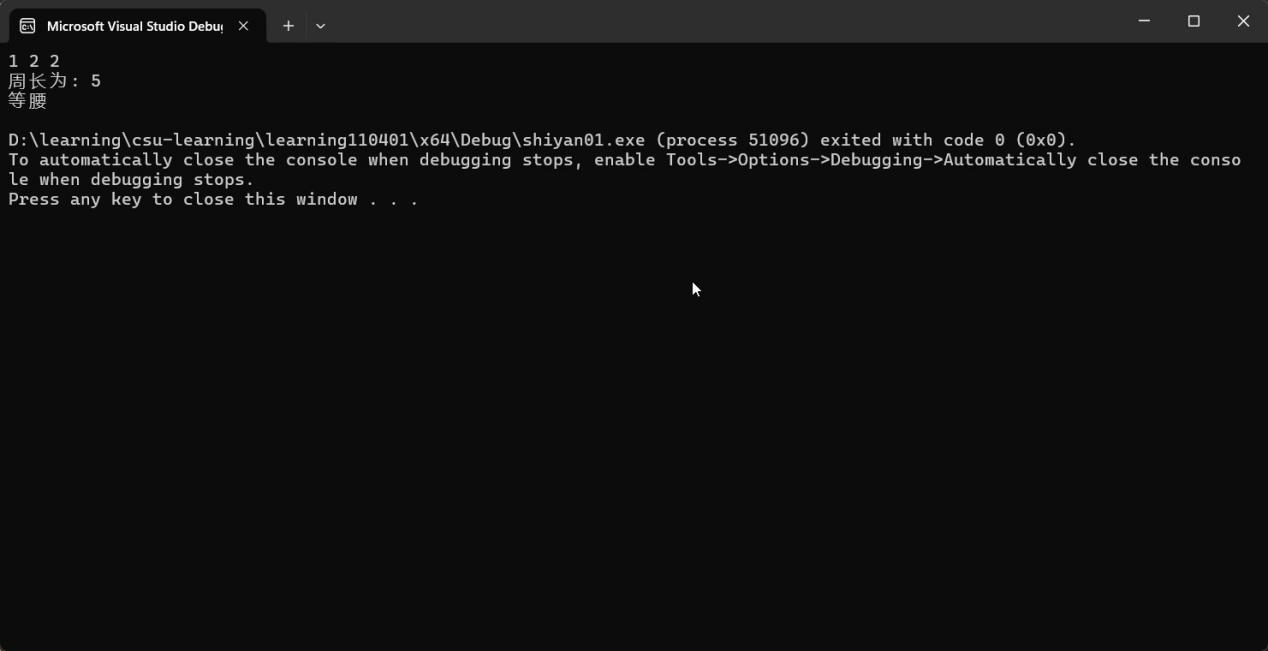 Microsoft Visual Studio Debu
1 2 2
周长为: 5
等腰
D:\learning\csu-learning\learning110401\x64\Debug\shiyan01.exe (process 51096) exited with code 0 (0x0).
To automatically close the console when debugging stops, enable Tools->Options->Debugging->Automatically close the conso
le when debugging stops.
Press any key to close this window . . .